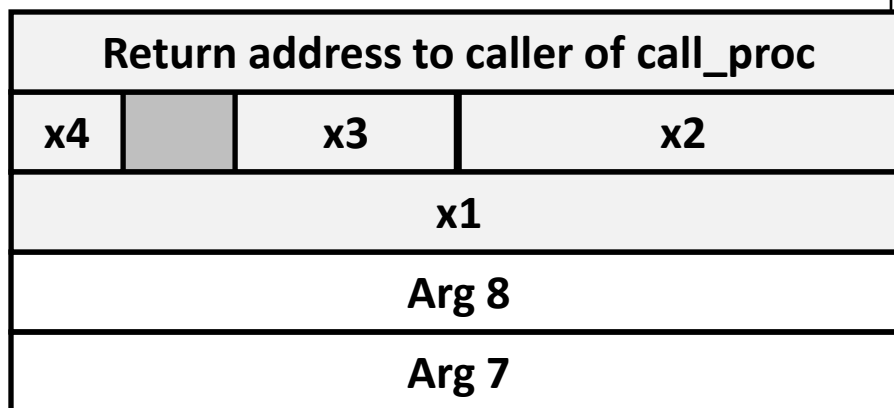 Return address to caller of call_proc
x4 x3 x2
x1
Arg 8
Arg 7